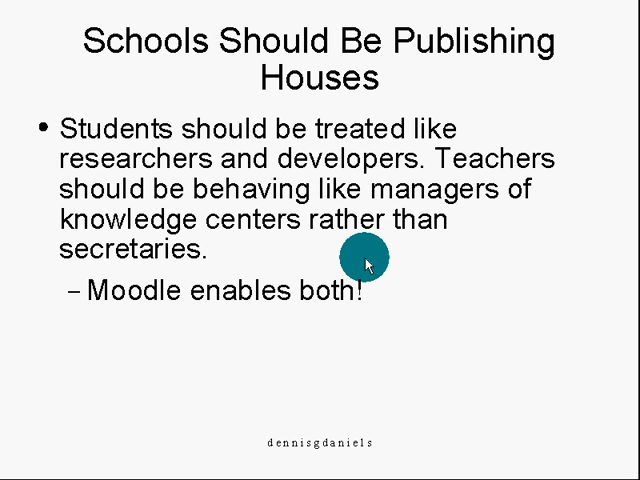 Schools Should Be Publishing
Houses
• Students should be treated like
researchers and developers. Teachers
should be behaving like managers of
knowledge centers rather than
secretaries.
– Moodle enables both!
dennisgdaniels